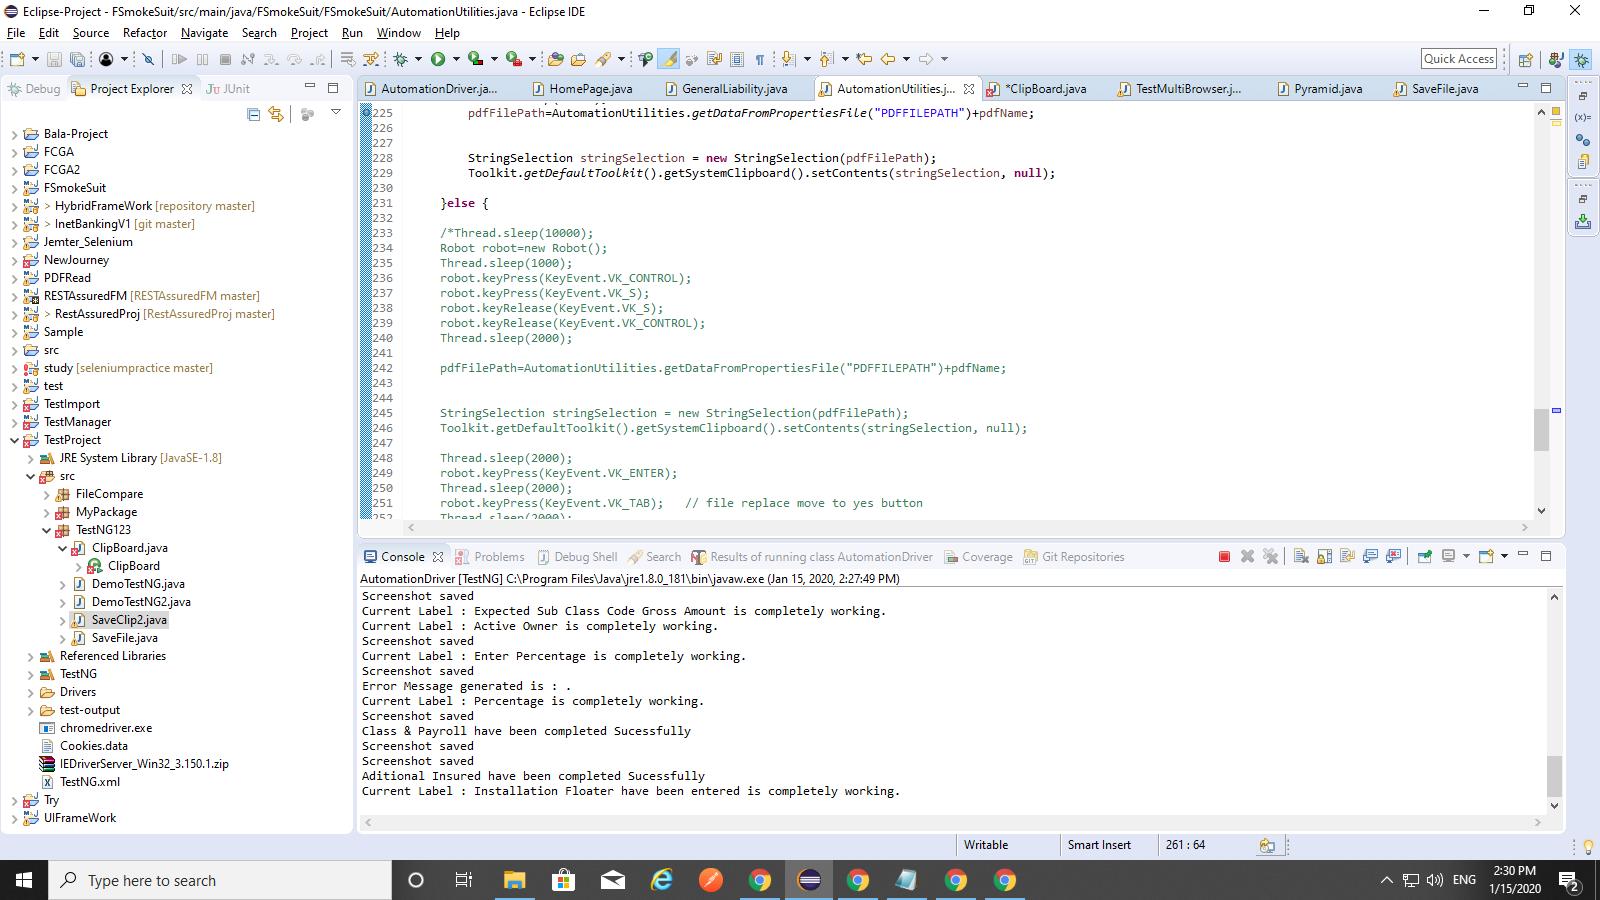 Eclipse-Project - FSmokeSuit/src/main/java/FSmokeSuit/FSmokeSuit/AutomationUtilities.java - Eclipse IDE
File Edit Source Refactor Navigate Search Project Run Window Help
Quick Access
Debug Project Explorer JUnit
AutomationDriver.ja... HomePage.java GeneralLiability.java AutomationUtilities.j... *ClipBoard.java TestMultiBrowser.j... Pyramid.java SaveFile.java
Bala-Project
FCGA
FCGA2
FSmokeSuit
> HybridFrameWork [repository master]
> InetBankingV1 [git master]
Jemter_Selenium
NewJourney
PDFRead
RESTAssuredFM [RESTAssuredFM master]
> RestAssuredProj [RestAssuredProj master]
Sample
src
study [seleniumpractice master]
test
TestImport
TestManager
TestProject
JRE System Library [JavaSE-1.8]
src
FileCompare
MyPackage
TestNG123
ClipBoard.java
ClipBoard
DemoTestNG.java
DemoTestNG2.java
SaveClip2.java
SaveFile.java
Referenced Libraries
TestNG
Drivers
test-output
chromedriver.exe
Cookies.data
IEDriverServer_Win32_3.150.1.zip
TestNG.xml
Try
UIFrameWork
225 pdfFilePath=AutomationUtilities.getDataFromPropertiesFile("PDFFILEPATH")+pdfName;
226
227
228 StringSelection stringSelection = new StringSelection(pdfFilePath);
229 Toolkit.getDefaultToolkit().getSystemClipboard().setContents(stringSelection, null);
230
231 }else {
232
233 /*Thread.sleep(10000);
234 Robot robot=new Robot();
235 Thread.sleep(1000);
236 robot.keyPress(KeyEvent.VK_CONTROL);
237 robot.keyPress(KeyEvent.VK_S);
238 robot.keyRelease(KeyEvent.VK_S);
239 robot.keyRelease(KeyEvent.VK_CONTROL);
240 Thread.sleep(2000);
241
242 pdfFilePath=AutomationUtilities.getDataFromPropertiesFile("PDFFILEPATH")+pdfName;
243
244
245 StringSelection stringSelection = new StringSelection(pdfFilePath);
246 Toolkit.getDefaultToolkit().getSystemClipboard().setContents(stringSelection, null);
247
248 Thread.sleep(2000);
249 robot.keyPress(KeyEvent.VK_ENTER);
250 Thread.sleep(2000);
251 robot.keyPress(KeyEvent.VK_TAB); // file replace move to yes button
252 Thread.sleep(2000);
Console Problems Debug Shell Search Results of running class AutomationDriver Coverage Git Repositories
AutomationDriver [TestNG] C:\Program Files\Java\jre1.8.0_181\bin\javaw.exe (Jan 15, 2020, 2:27:49 PM)
Screenshot saved
Current Label : Expected Sub Class Code Gross Amount is completely working.
Current Label : Active Owner is completely working.
Screenshot saved
Current Label : Enter Percentage is completely working.
Screenshot saved
Error Message generated is : .
Current Label : Percentage is completely working.
Screenshot saved
Class & Payroll have been completed Sucessfully
Screenshot saved
Screenshot saved
Aditional Insured have been completed Sucessfully
Current Label : Installation Floater have been entered is completely working.
Writable Smart Insert 261 : 64
Type here to search
ENG
2:30 PM
1/15/2020
2